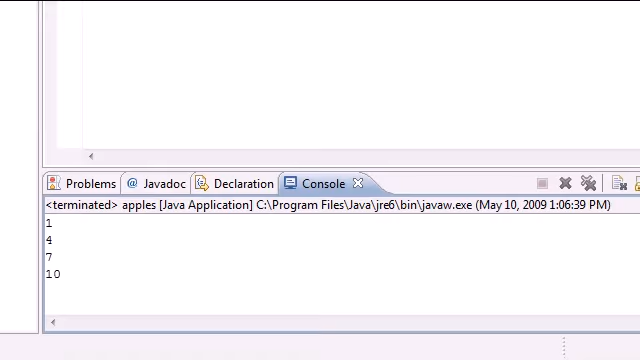 Problems @ Javadoc Declaration Console
<terminated> apples [Java Application] C:\Program Files\Java\jre6\bin\javaw.exe (May 10, 2009 1:06:39 PM)
1
4
7
10